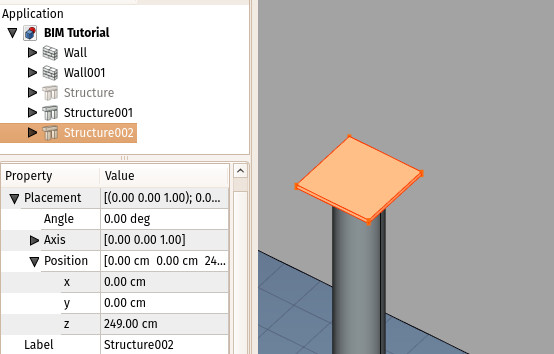 Application
BIM Tutorial
Wall
Wall001
Structure
Structure001
Structure002
Property Value
Placement [(0.00 0.00 1.00); 0.0...
Angle 0.00 deg
Axis [0.00 0.00 1.00]
Position [0.00 cm 0.00 cm 24...
x 0.00 cm
y 0.00 cm
z 249.00 cm
Label Structure002